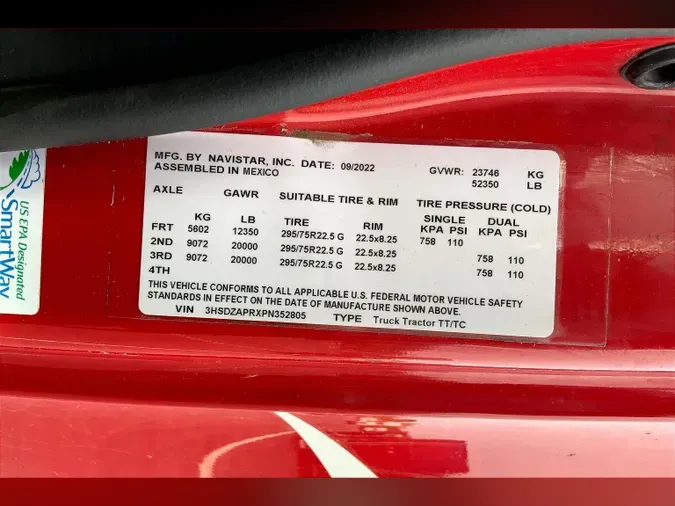 MFG. BY NAVISTAR, INC. DATE: 09/2022 GVWR: 23746 KG
ASSEMBLED IN MEXICO 52350 LB
AXLE GAWR SUITABLE TIRE & RIM TIRE PRESSURE (COLD)
KG LB TIRE RIM SINGLE DUAL
KPA PSI KPA PSI
FRT 5602 12350 295/75R22.5 G 22.5x8.25 758 110
2ND 9072 20000 295/75R22.5 G 22.5x8.25 758 110
3RD 9072 20000 295/75R22.5 G 22.5x8.25 758 110
4TH
THIS VEHICLE CONFORMS TO ALL APPLICABLE U.S. FEDERAL MOTOR VEHICLE SAFETY
STANDARDS IN EFFECT ON THE DATE OF MANUFACTURE SHOWN ABOVE.
VIN 3HSDZAPRXPN352805 TYPE Truck Tractor TT/TC
US EPA Designated
SmartWay